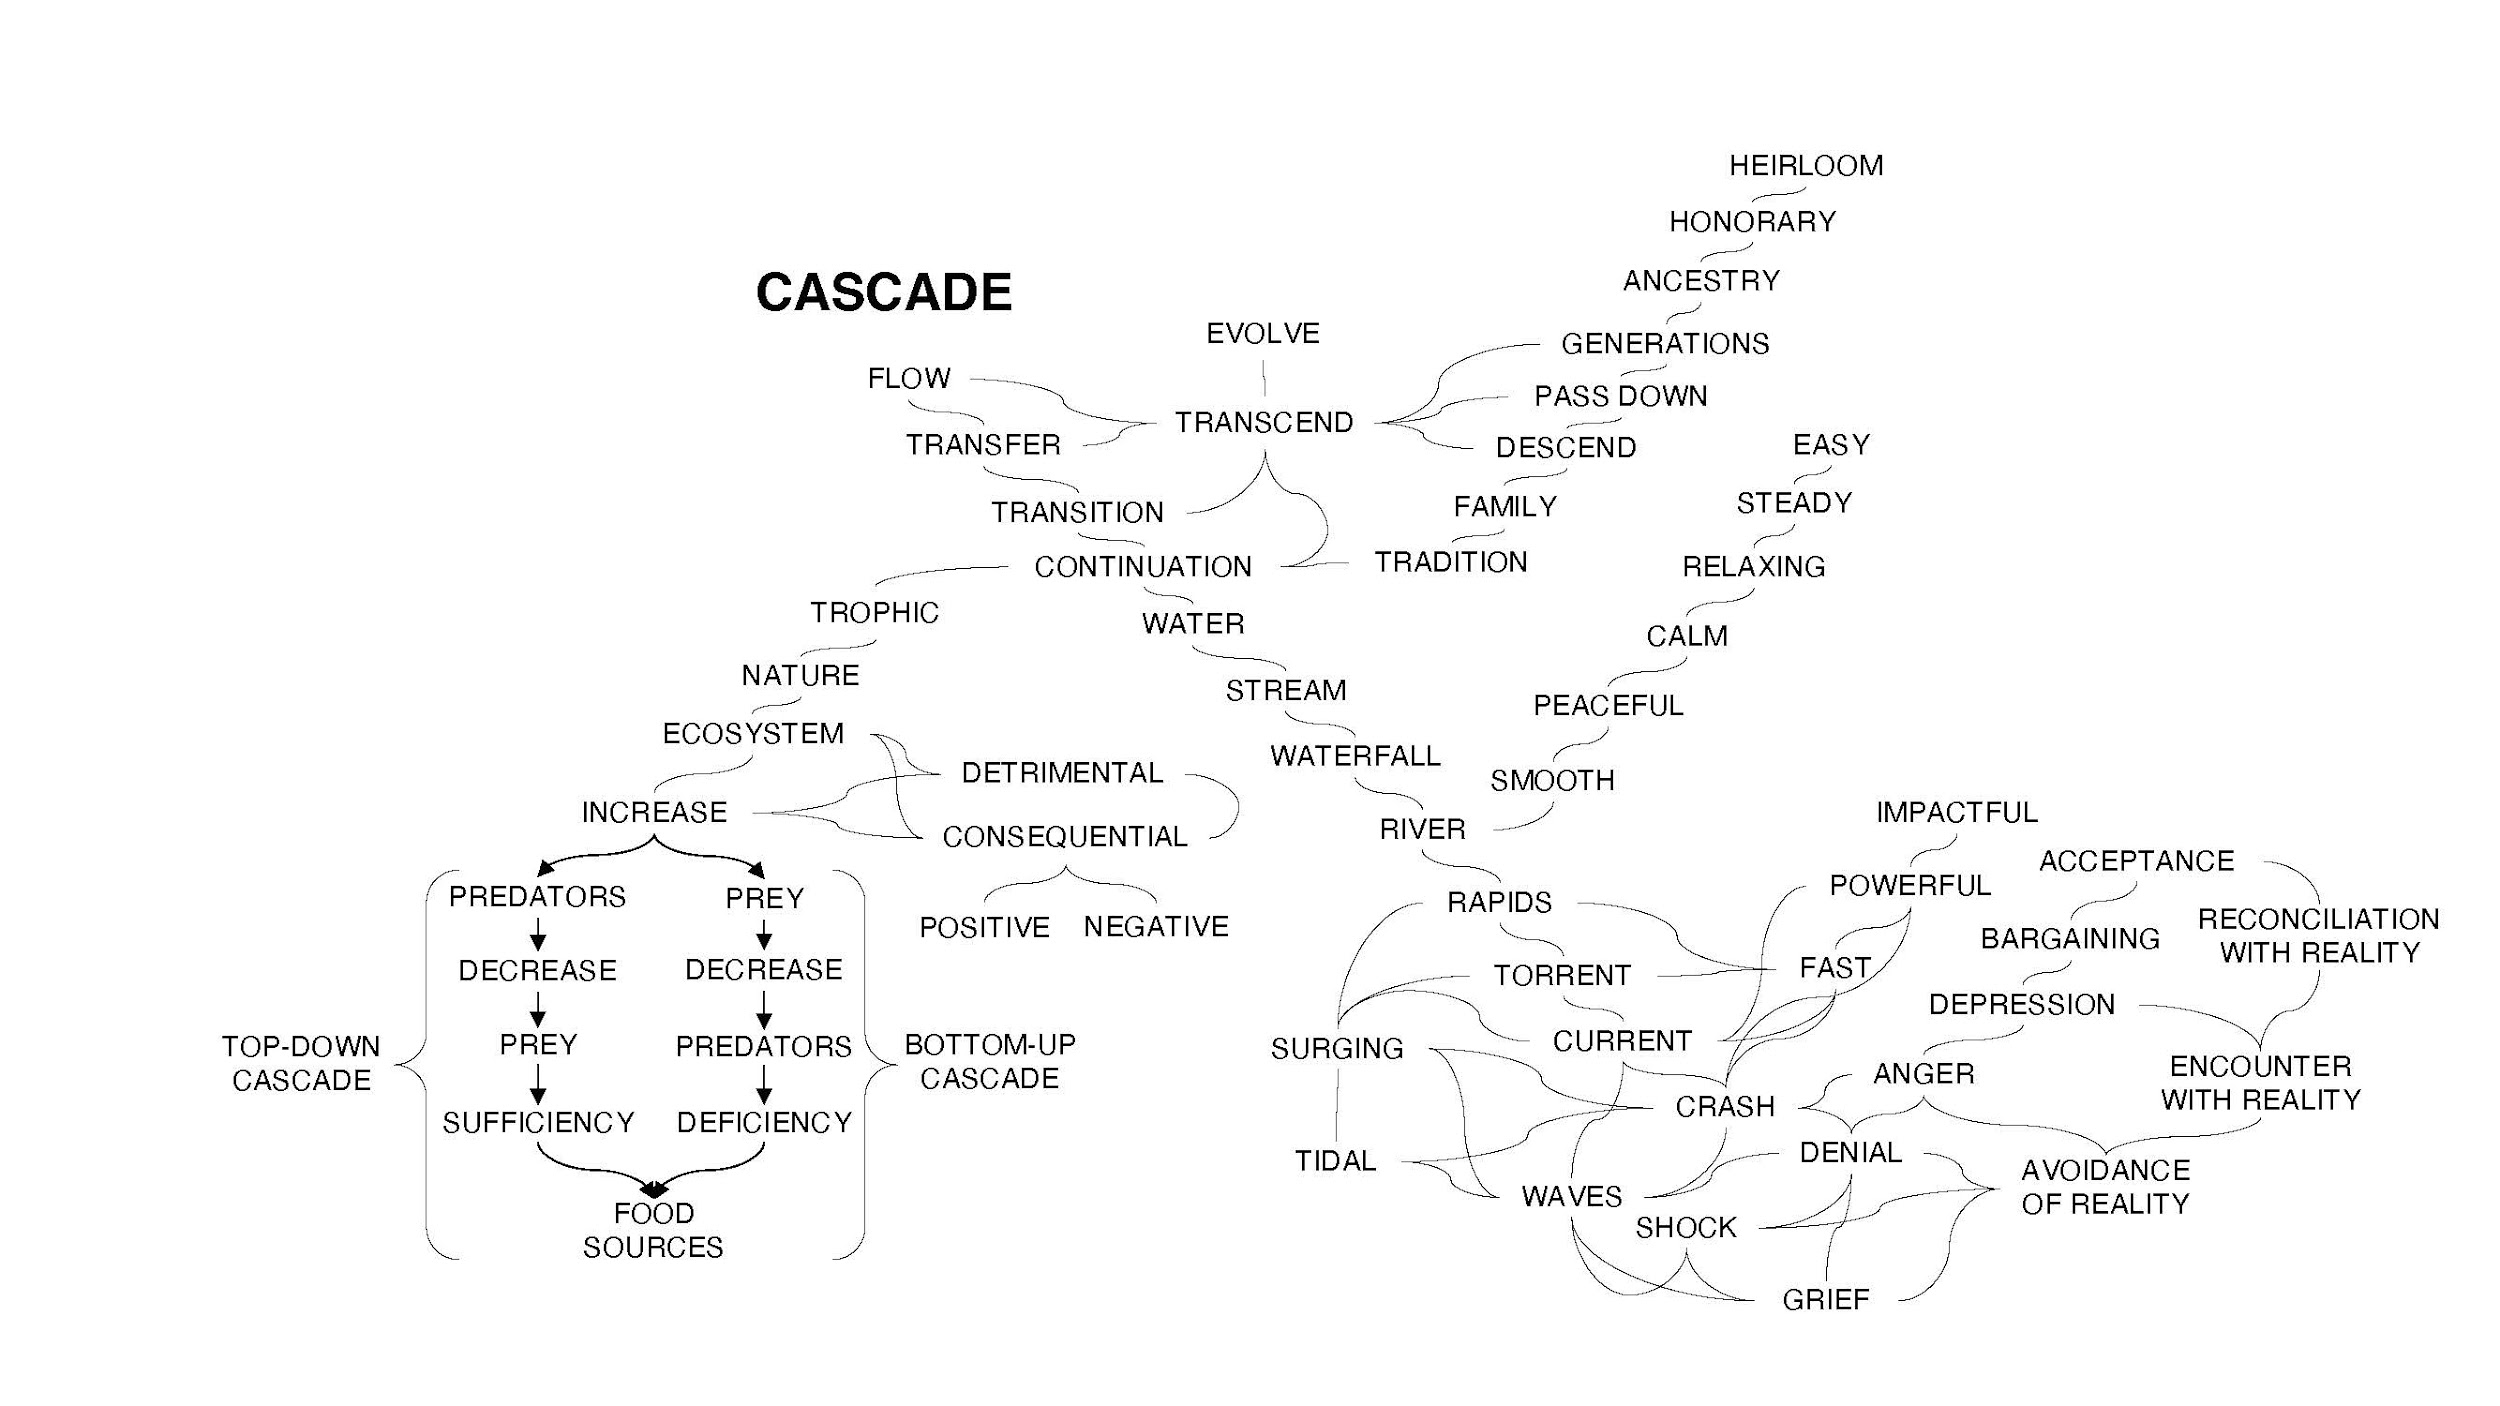 HEIRLOOM
HONORARY
ANCESTRY
CASCADE
EVOLVE
GENERATIONS
FLOW
PASS DOWN
TRANSCEND
TRANSFER
DESCEND
EASY
TRANSITION
FAMILY
STEADY
CONTINUATION
TRADITION
RELAXING
TROPHIC
WATER
CALM
NATURE
STREAM
PEACEFUL
ECOSYSTEM
WATERFALL
DETRIMENTAL
SMOOTH
INCREASE
CONSEQUENTIAL
RIVER
IMPACTFUL
ACCEPTANCE
PREDATORS
PREY
POSITIVE
NEGATIVE
RAPIDS
POWERFUL
RECONCILIATION
WITH REALITY
BARGAINING
DECREASE
DECREASE
TORRENT
FAST
DEPRESSION
TOP-DOWN
CASCADE
PREY
PREDATORS
BOTTOM-UP
CASCADE
SURGING
CURRENT
ANGER
ENCOUNTER
WITH REALITY
CRASH
SUFFICIENCY
DEFICIENCY
TIDAL
DENIAL
AVOIDANCE
OF REALITY
WAVES
SHOCK
FOOD
SOURCES
GRIEF